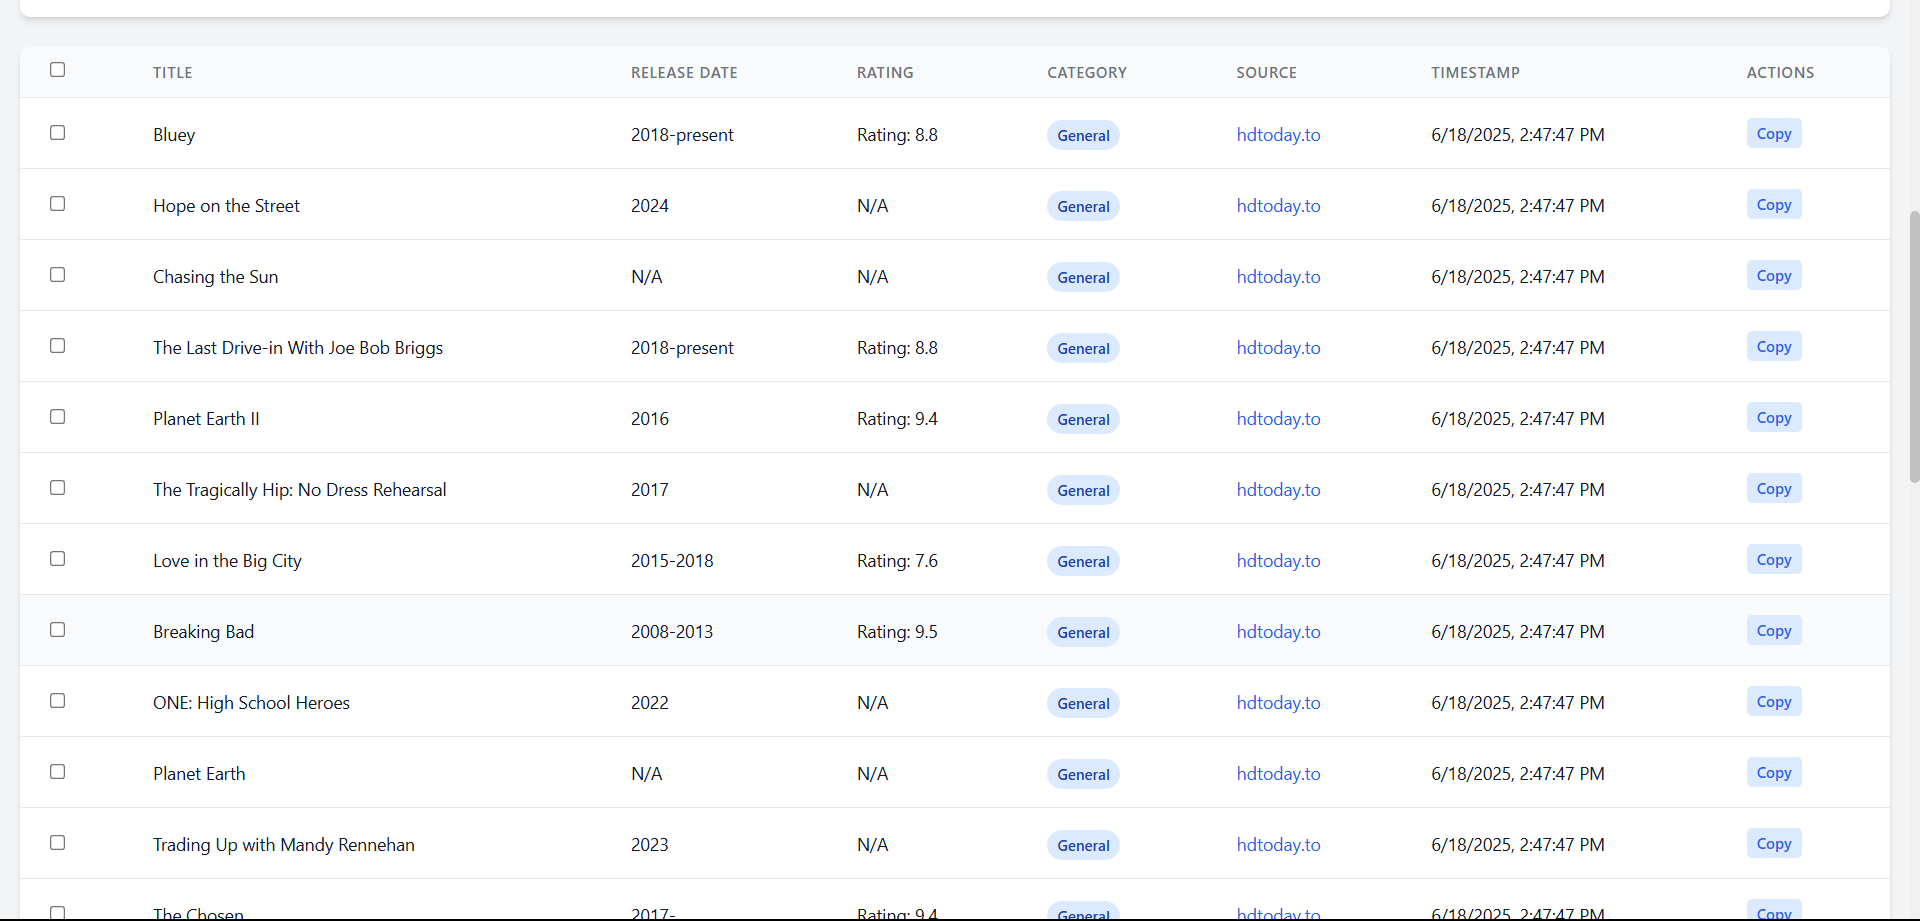 TITLE RELEASE DATE RATING CATEGORY SOURCE TIMESTAMP ACTIONS
Bluey 2018-present Rating: 8.8 General hdtoday.to 6/18/2025, 2:47:47 PM Copy
Hope on the Street 2024 N/A General hdtoday.to 6/18/2025, 2:47:47 PM Copy
Chasing the Sun N/A N/A General hdtoday.to 6/18/2025, 2:47:47 PM Copy
The Last Drive-in With Joe Bob Briggs 2018-present Rating: 8.8 General hdtoday.to 6/18/2025, 2:47:47 PM Copy
Planet Earth II 2016 Rating: 9.4 General hdtoday.to 6/18/2025, 2:47:47 PM Copy
The Tragically Hip: No Dress Rehearsal 2017 N/A General hdtoday.to 6/18/2025, 2:47:47 PM Copy
Love in the Big City 2015-2018 Rating: 7.6 General hdtoday.to 6/18/2025, 2:47:47 PM Copy
Breaking Bad 2008-2013 Rating: 9.5 General hdtoday.to 6/18/2025, 2:47:47 PM Copy
ONE: High School Heroes 2022 N/A General hdtoday.to 6/18/2025, 2:47:47 PM Copy
Planet Earth N/A N/A General hdtoday.to 6/18/2025, 2:47:47 PM Copy
Trading Up with Mandy Rennehan 2023 N/A General hdtoday.to 6/18/2025, 2:47:47 PM Copy
The Chosen 2017- Rating: 9.4 General hdtoday.to 6/18/2025, 2:47:47 PM Copy